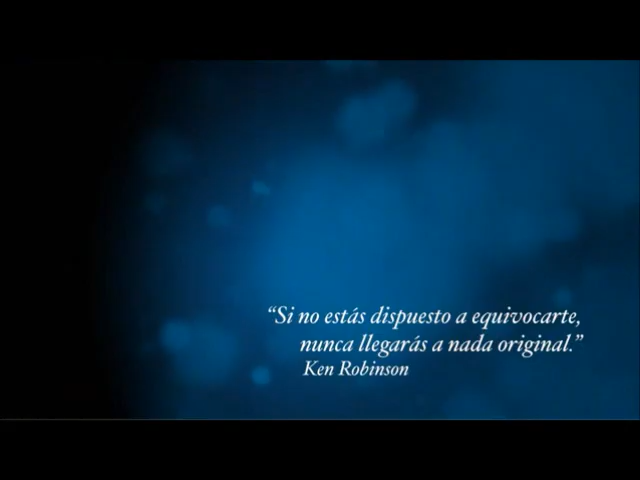 “Si no estás dispuesto a equivocarte,
nunca llegarás a nada original.”
Ken Robinson